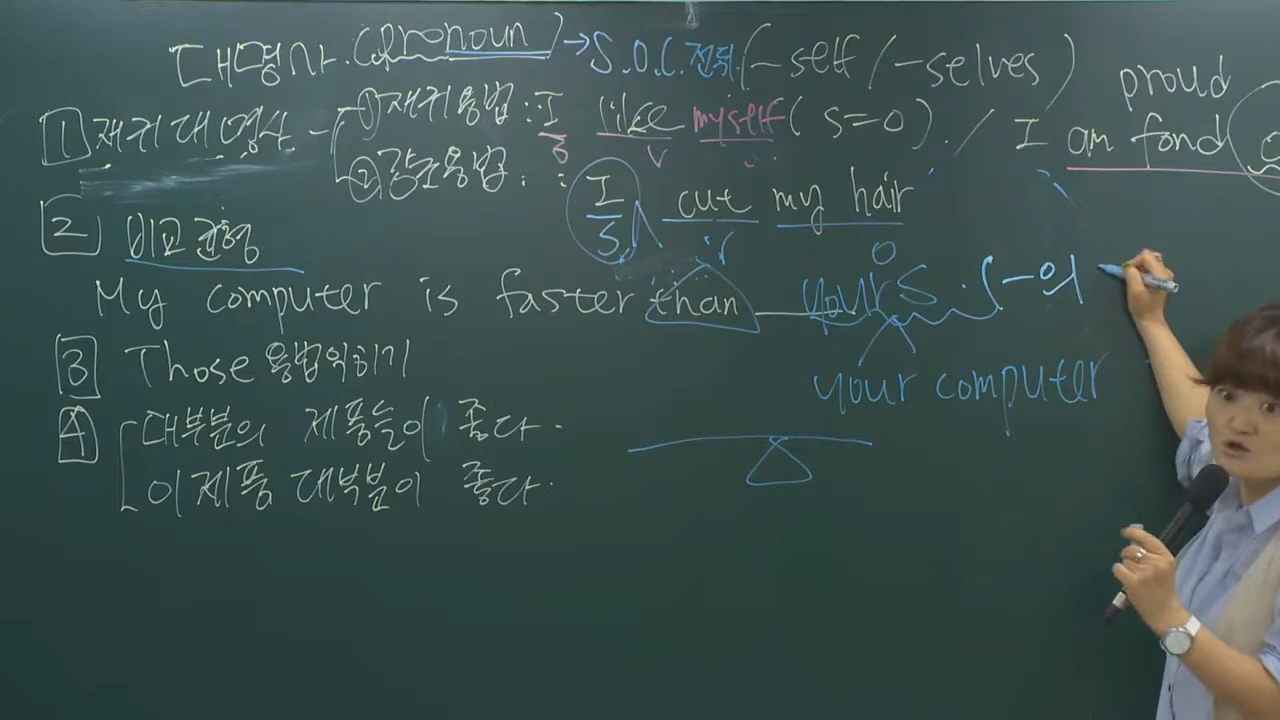 대명사 (pronoun) → S.O.C.전퇴 (-self / -selves)
proud
1 재귀대명사 - ① 재귀용법 : I like myself (s=o). / I am fond o
S V
② 강조용법 : I cut my hair
S V O
2 비교권형
My computer is faster than yours. -의
your computer
3 Those 용법익히기
4 대부분의 제품들이 좋다.
이 제품 대부분이 좋다.